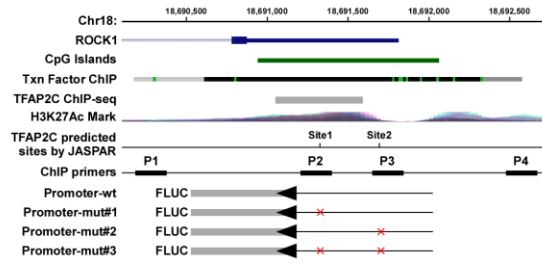 Chr18: 18,690,500 18,691,000 18,691,500 18,692,000 18,692,500
ROCK1
CpG Islands
Txn Factor ChIP
TFAP2C ChIP-seq
H3K27Ac Mark
TFAP2C predicted
sites by JASPAR Site1 Site2
P1 P2 P3 P4
ChIP primers
Promoter-wt FLUC
Promoter-mut#1 FLUC
Promoter-mut#2 FLUC
Promoter-mut#3 FLUC